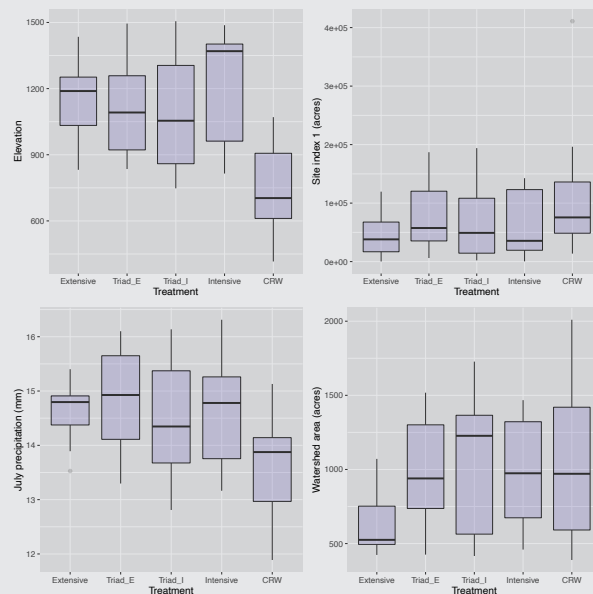 Elevation
1500
1200
900
600
Extensive Triad_E Triad_I Intensive CRW
Treatment
Site index 1 (acres)
4e+05
3e+05
2e+05
1e+05
0e+00
Extensive Triad_E Triad_I Intensive CRW
Treatment
July precipitation (mm)
16
15
14
13
12
Extensive Triad_E Triad_I Intensive CRW
Treatment
Watershed area (acres)
2000
1500
1000
500
Extensive Triad_E Triad_I Intensive CRW
Treatment